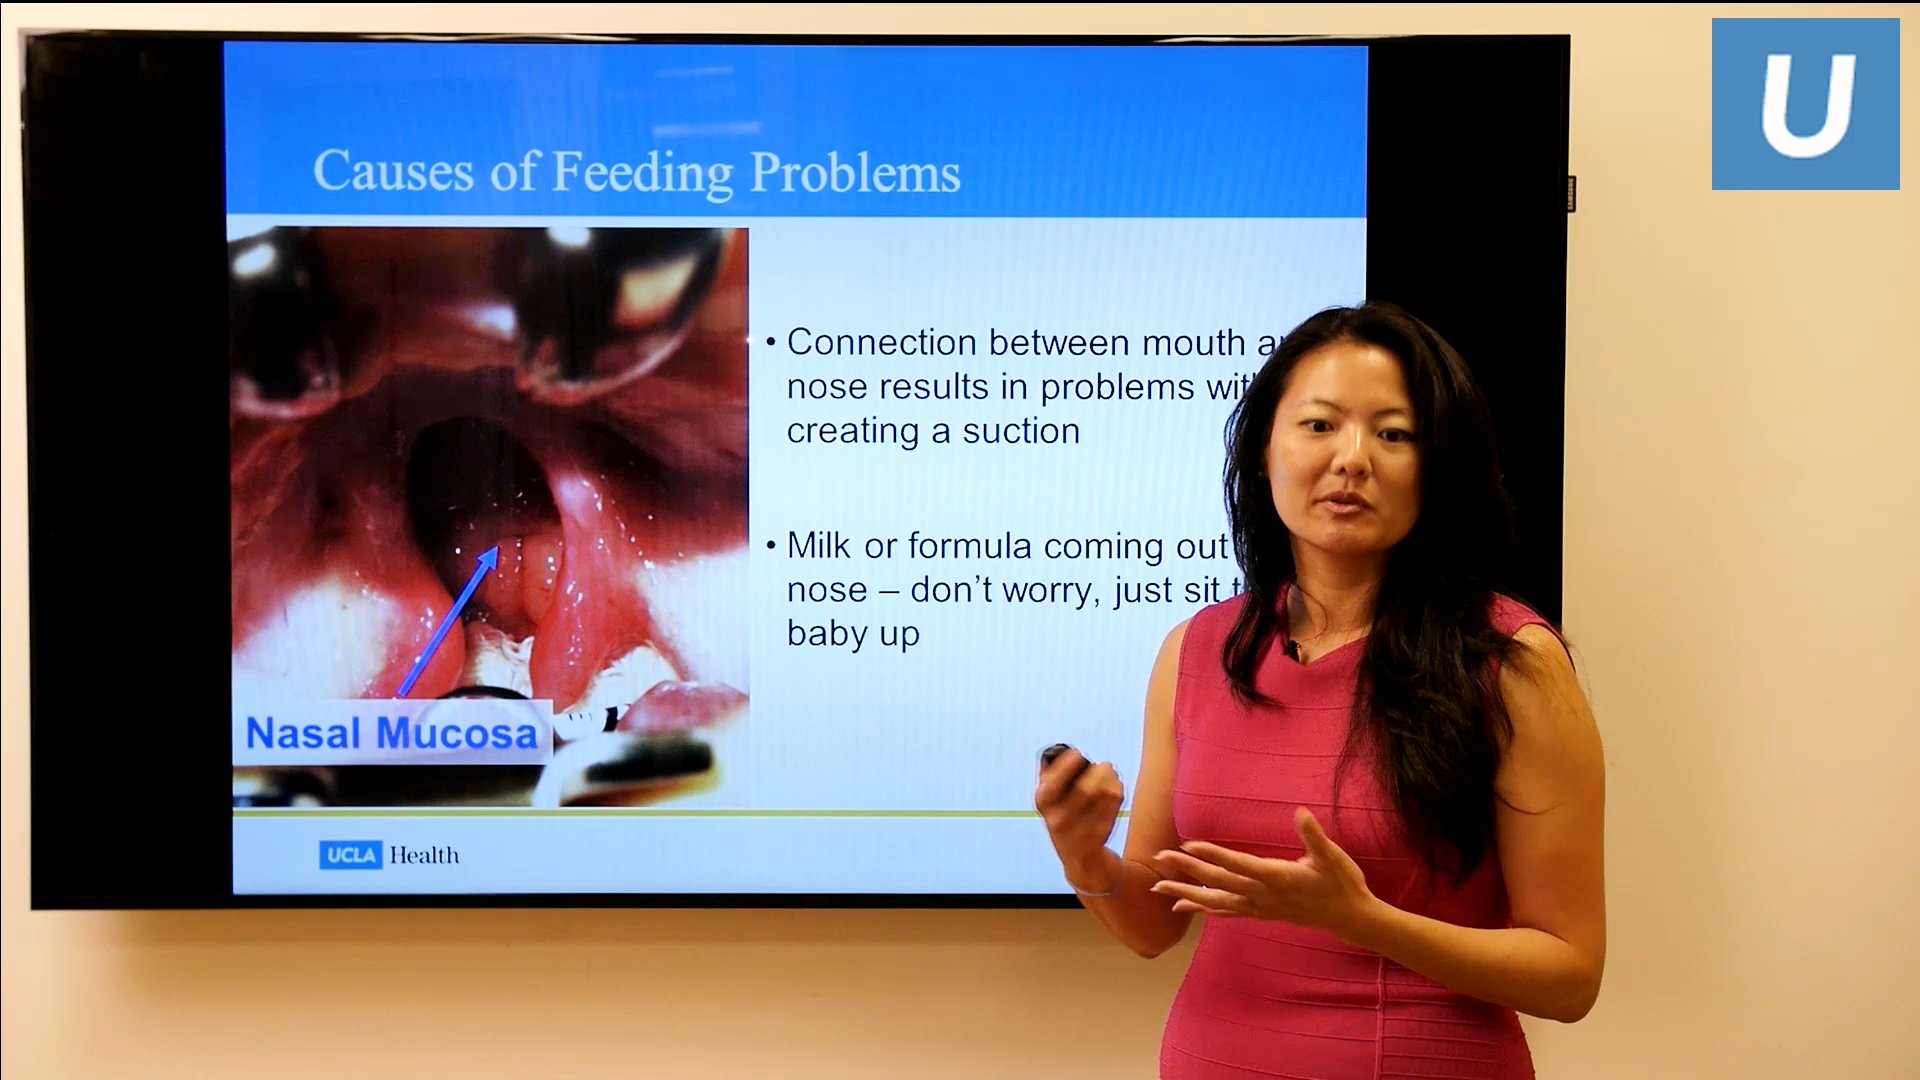 U
SAMSUNG
Causes of Feeding Problems
• Connection between mouth
nose results in problems
creating a suction
• Milk or formula coming out
nose – don't worry, just sit
baby up
Nasal Mucosa
UCLA Health